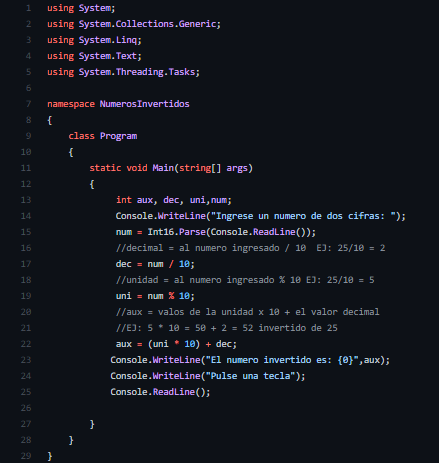 1 using System;
2 using System.Collections.Generic;
3 using System.Linq;
4 using System.Text;
5 using System.Threading.Tasks;
6
7 namespace NumerosInvertidos
8 {
9 class Program
10 {
11 static void Main(string[] args)
12 {
13 int aux, dec, uni,num;
14 Console.WriteLine("Ingrese un numero de dos cifras: ");
15 num = Int16.Parse(Console.ReadLine());
16 //decimal = al numero ingresado / 10  EJ: 25/10 = 2
17 dec = num / 10;
18 //unidad = al numero ingresado % 10 EJ: 25/10 = 5
19 uni = num % 10;
20 //aux = valos de la unidad x 10 + el valor decimal
21 //EJ: 5 * 10 = 50 + 2 = 52 invertido de 25
22 aux = (uni * 10) + dec;
23 Console.WriteLine("El numero invertido es: {0}",aux);
24 Console.WriteLine("Pulse una tecla");
25 Console.ReadLine();
26
27 }
28 }
29 }